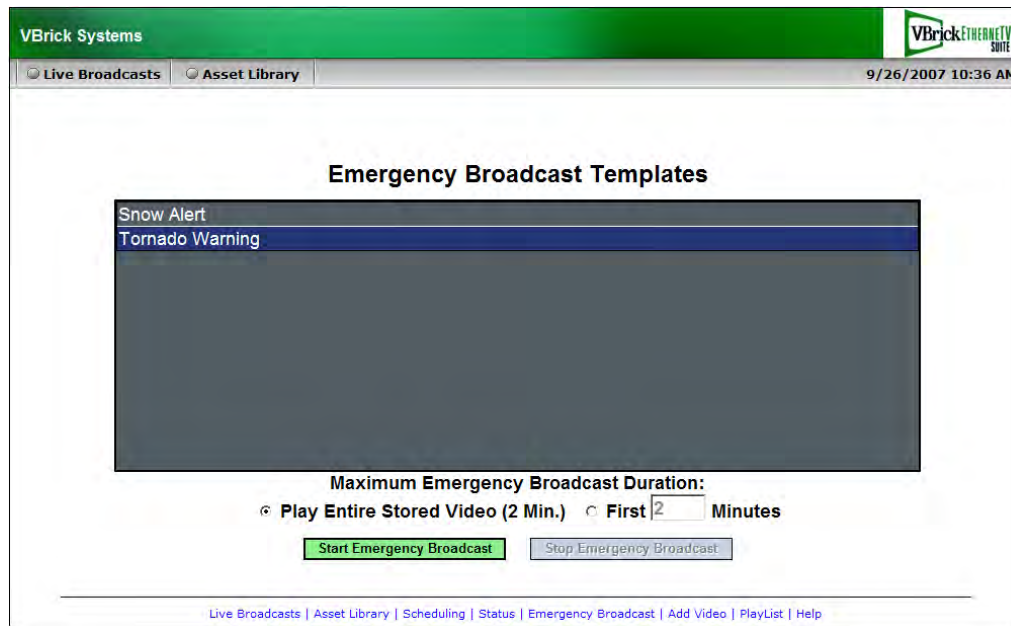 VBrick Systems
VBrick ETHERNETV
SUITE
Live Broadcasts Asset Library 9/26/2007 10:36 AM
Emergency Broadcast Templates
Snow Alert
Tornado Warning
Maximum Emergency Broadcast Duration:
Play Entire Stored Video (2 Min.) First 2 Minutes
Start Emergency Broadcast Stop Emergency Broadcast
Live Broadcasts | Asset Library | Scheduling | Status | Emergency Broadcast | Add Video | PlayList | Help